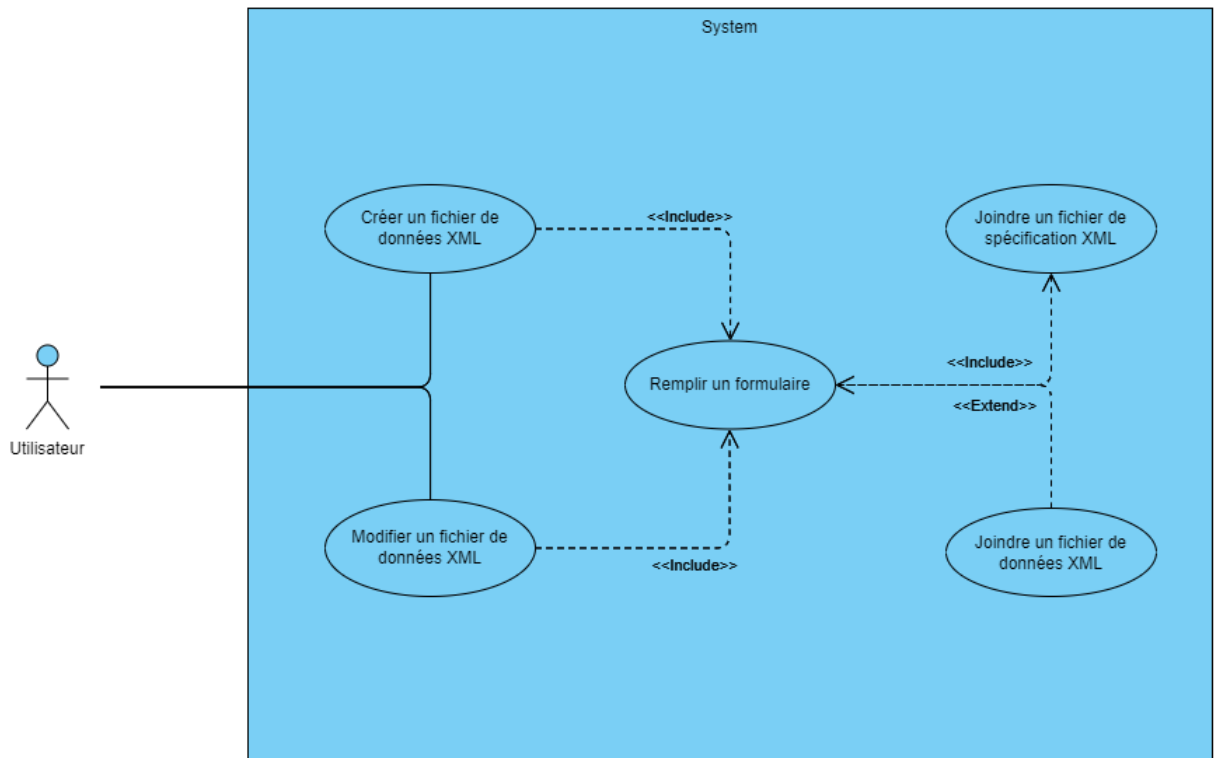 System
Créer un fichier de
données XML
<<Include>>
Joindre un fichier de
spécification XML
Utilisateur
Remplir un formulaire
<<Include>>
<<Extend>>
Modifier un fichier de
données XML
<<Include>>
Joindre un fichier de
données XML